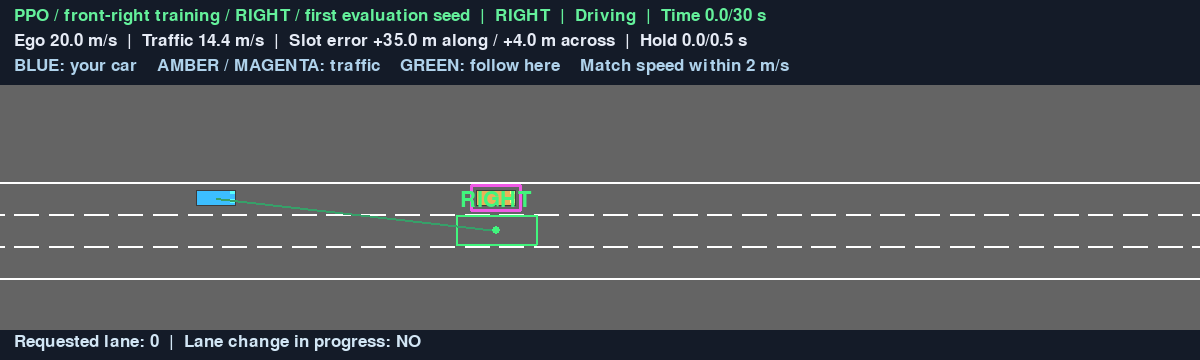 PPO / front-right training / RIGHT / first evaluation seed | RIGHT | Driving | Time 0.0/30 s
Ego 20.0 m/s | Traffic 14.4 m/s | Slot error +35.0 m along / +4.0 m across | Hold 0.0/0.5 s
BLUE: your car AMBER / MAGENTA: traffic GREEN: follow here Match speed within 2 m/s
RIGHT
Requested lane: 0 | Lane change in progress: NO